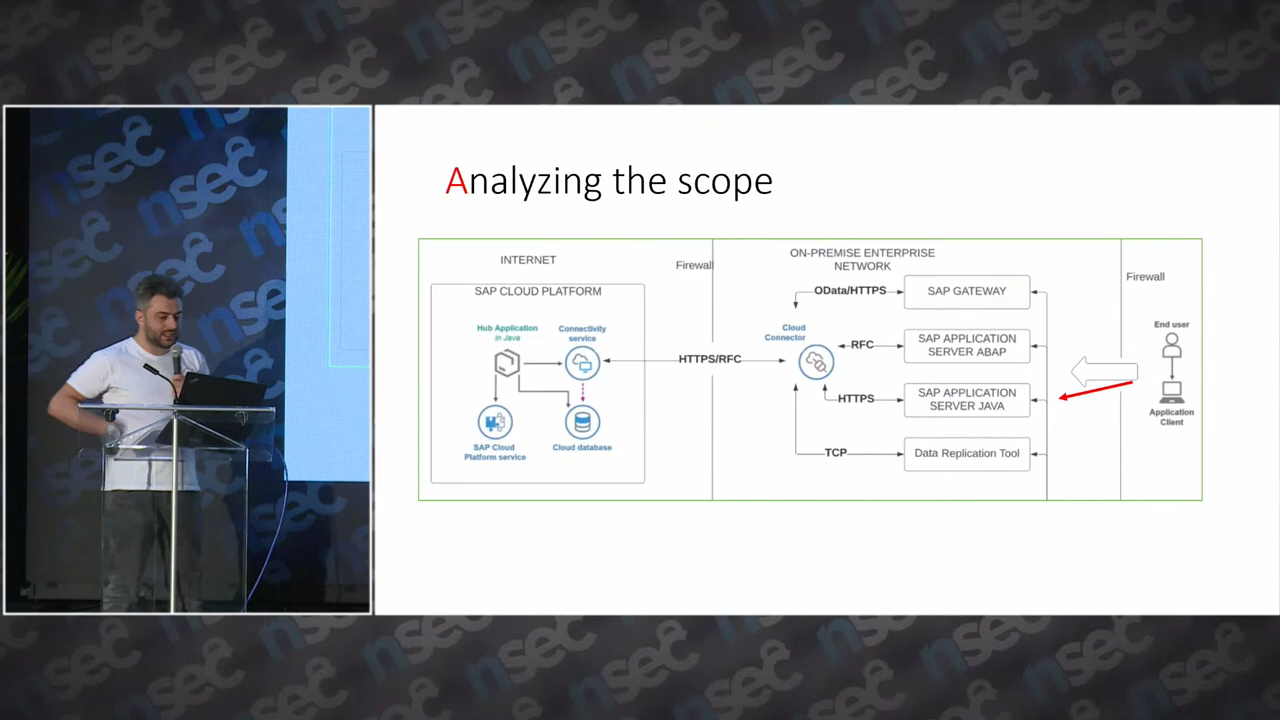 nsec
Analyzing the scope
INTERNET
Firewall
ON-PREMISE ENTERPRISE
NETWORK
Firewall
SAP CLOUD PLATFORM
OData/HTTPS
SAP GATEWAY
Hub Application
in Java
Connectivity
service
Cloud
Connector
RFC
SAP APPLICATION
SERVER ABAP
End user
HTTPS/RFC
HTTPS
SAP APPLICATION
SERVER JAVA
Application
Client
SAP Cloud
Platform service
Cloud database
TCP
Data Replication Tool